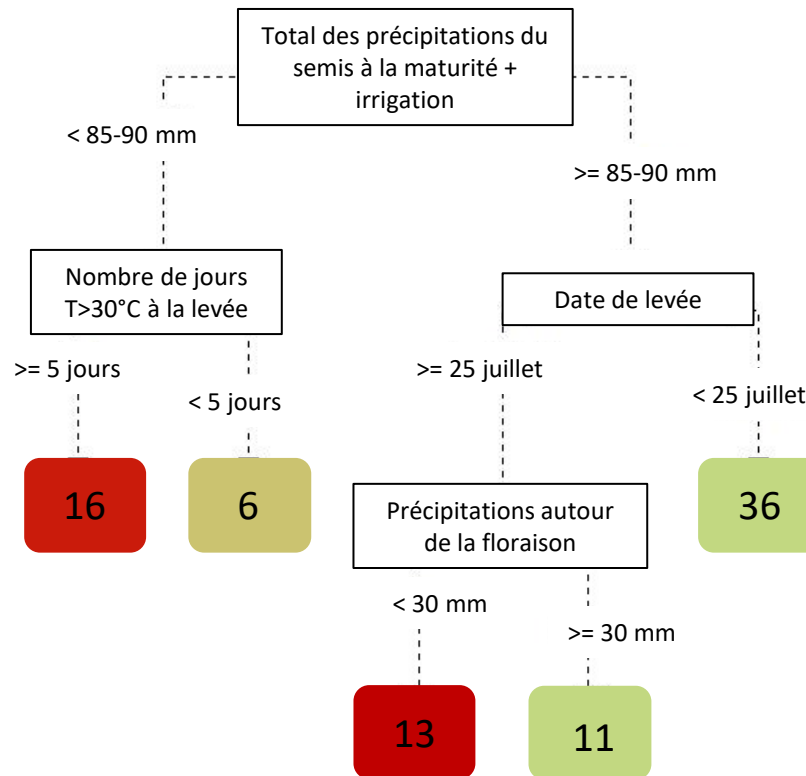 Total des précipitations du
semis à la maturité +
irrigation
< 85-90 mm
>= 85-90 mm
Nombre de jours
T>30°C à la levée
Date de levée
>= 5 jours
< 5 jours
>= 25 juillet
< 25 juillet
16
6
36
Précipitations autour
de la floraison
< 30 mm
>= 30 mm
13
11